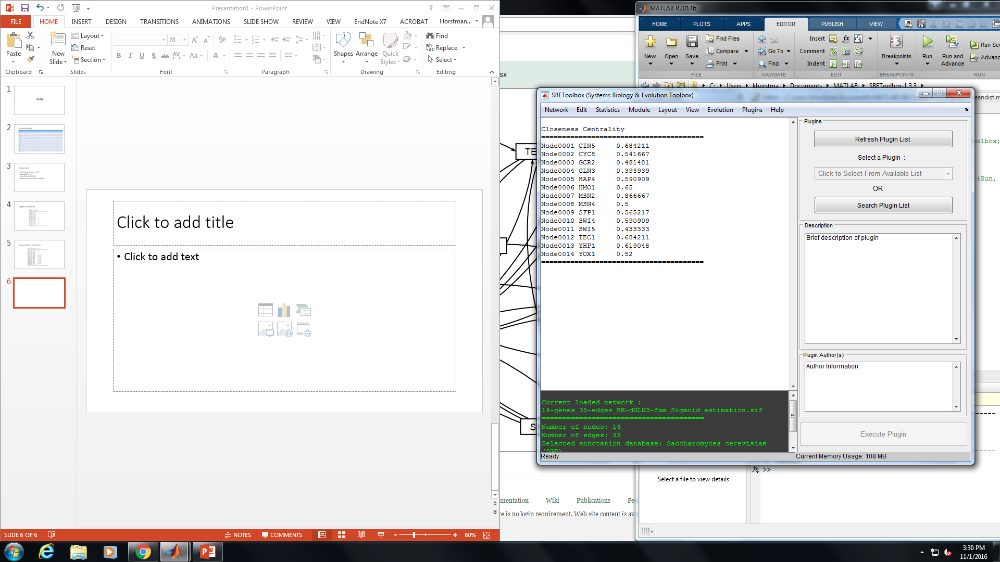 Presentation1 - PowerPoint
FILE HOME INSERT DESIGN TRANSITIONS ANIMATIONS SLIDE SHOW REVIEW VIEW EndNote X7 ACROBAT Horstman...
Paste
New
Slide
Layout
Reset
Section
28
Shapes Arrange Quick
Styles
Find
Replace
Select
Clipboard Slides Font Paragraph Drawing Editing
1
GLN3
2
3
4
Degree Centrality
5
Betweenness Centrality
6
Click to add title
• Click to add text
SLIDE 6 OF 6
NOTES COMMENTS 60%
sx
TE
S
mentation Wiki Publications Pe
re is no login requirement. Web site content is av
MATLAB R2014b
HOME PLOTS APPS EDITOR PUBLISH VIEW
New Open Save
Find Files
Compare
Print
Go To
Find
Insert
Comment
Indent
Breakpoints
Run
Run and
Advance
Run Sec
Advanc
FILE NAVIGATE EDIT BREAKPOINTS RUN
C: Users khorstma Documents MATLAB SBEToolbox-1.3.3
eandist.m
olbox)
(Sun,
SBEToolbox (Systems Biology & Evolution Toolbox)
Network Edit Statistics Module Layout View Evolution Plugins Help
Closeness Centrality
=======================================
Node0001 CIN5 0.684211
Node0002 CYC8 0.541667
Node0003 GCR2 0.481481
Node0004 GLN3 0.393939
Node0005 HAP4 0.590909
Node0006 HMO1 0.65
Node0007 MSN2 0.866667
Node0008 MSN4 0.5
Node0009 SFP1 0.565217
Node0010 SWI4 0.590909
Node0011 SWI5 0.433333
Node0012 TEC1 0.684211
Node0013 YHP1 0.619048
Node0014 YOX1 0.52
=======================================
Current loaded network :
14-genes_35-edges_BK-dGLN3-fam_Sigmoid_estimation.sif
=======================================
Number of nodes: 14
Number of edges: 33
Selected annotation database: Saccharomyces cerevisiae
(SGD)
Ready
Current Memory Usage: 108 MB
Plugins
Refresh Plugin List
Select a Plugin :
Click to Select From Available List
OR
Search Plugin List
Description
Brief description of plugin
Plugin Author(s)
Author Information
Execute Plugin
Select a file to view details
fx >>
3:30 PM
11/1/2016